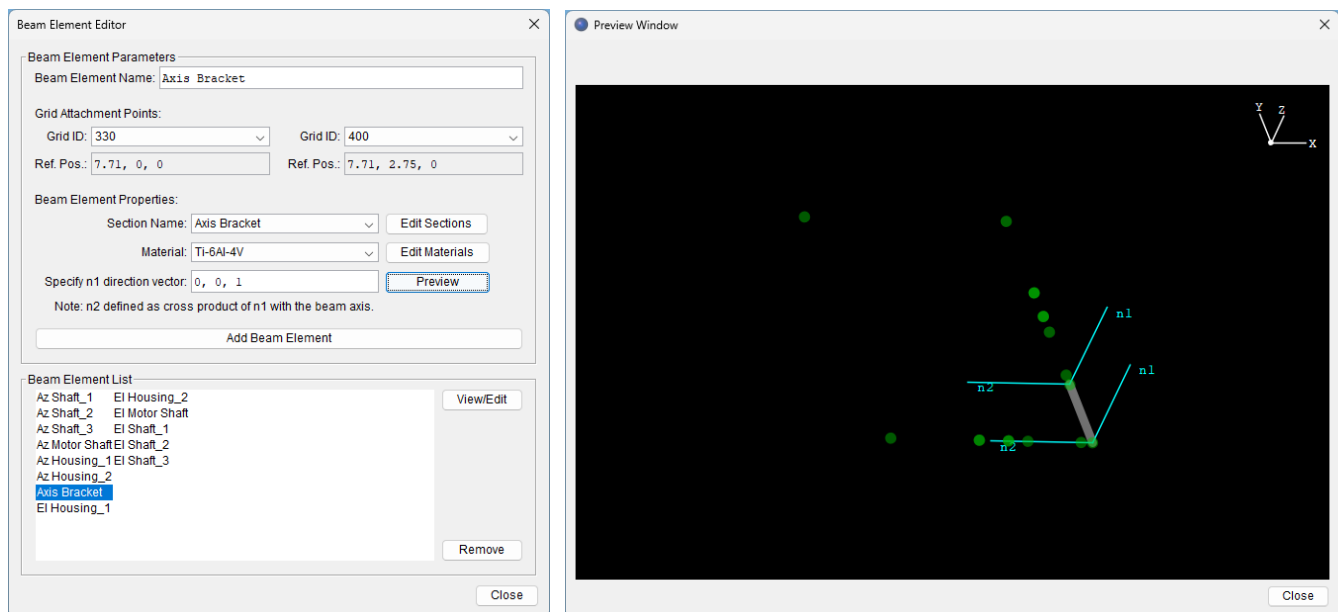 Beam Element Editor
Beam Element Parameters
Beam Element Name: Axis Bracket
Grid Attachment Points:
Grid ID: 330 Grid ID: 400
Ref. Pos.: 7.71, 0, 0 Ref. Pos.: 7.71, 2.75, 0
Beam Element Properties:
Section Name: Axis Bracket Edit Sections
Material: Ti-6Al-4V Edit Materials
Specify n1 direction vector: 0, 0, 1 Preview
Note: n2 defined as cross product of n1 with the beam axis.
Add Beam Element
Beam Element List
Az Shaft_1 El Housing_2 View/Edit
Az Shaft_2 El Motor Shaft
Az Shaft_3 El Shaft_1
Az Motor Shaft El Shaft_2
Az Housing_1 El Shaft_3
Az Housing_2
Axis Bracket
El Housing_1
Remove
Close
Preview Window
Y Z
X
n1
n1
n2
n2
Close